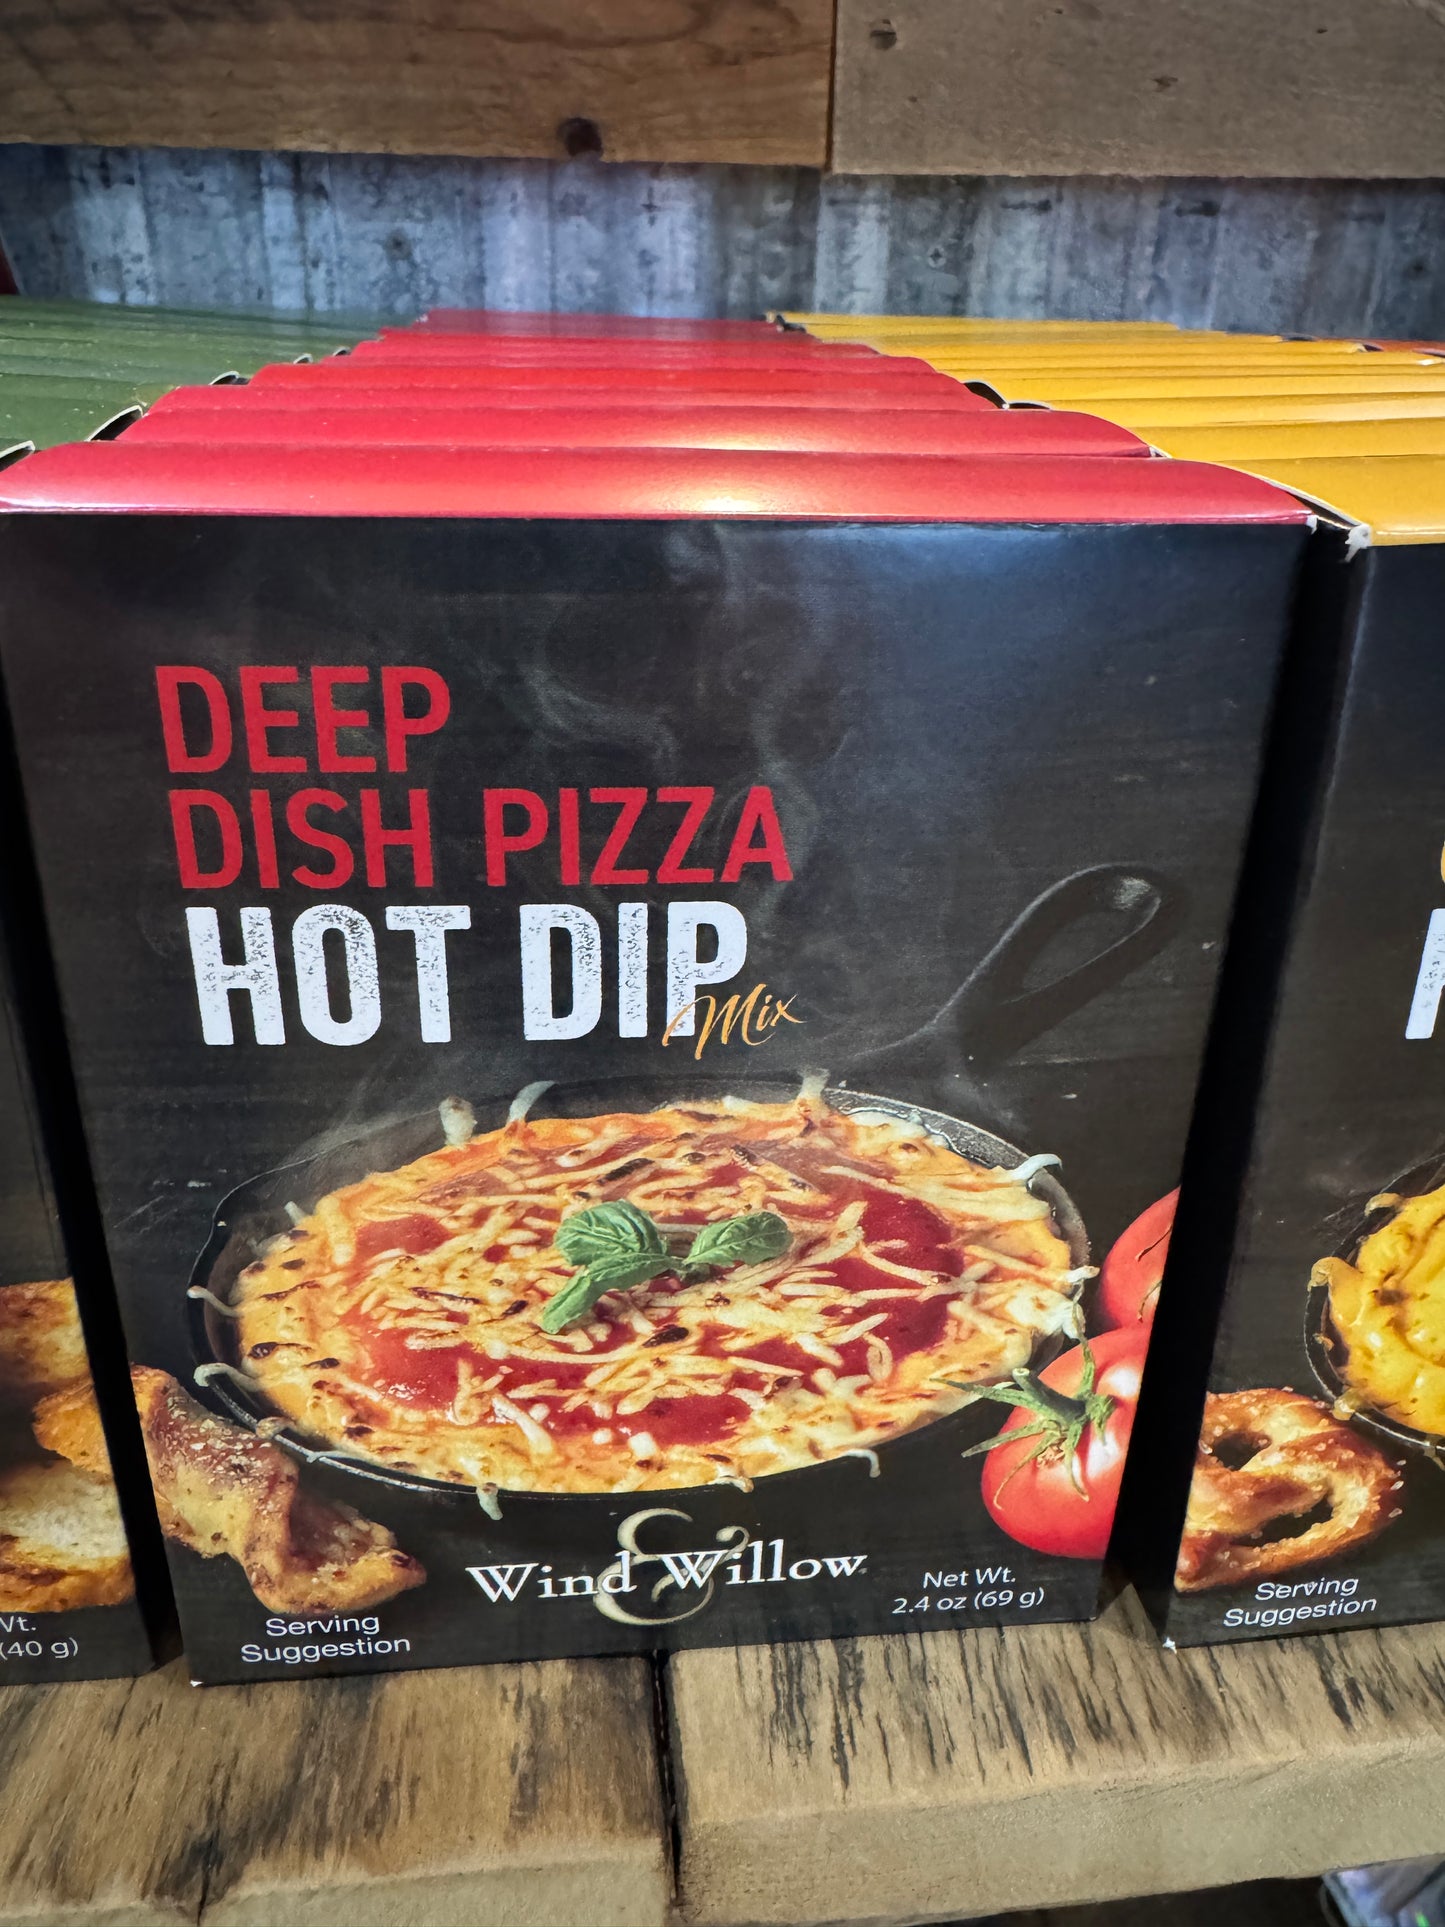 DEEP
DISH PIZZA
HOT DIP
Mix
Wind & Willow
Net Wt.
2.4 oz (69 g)
Serving
Suggestion
(40 g)
Serving
Suggestion